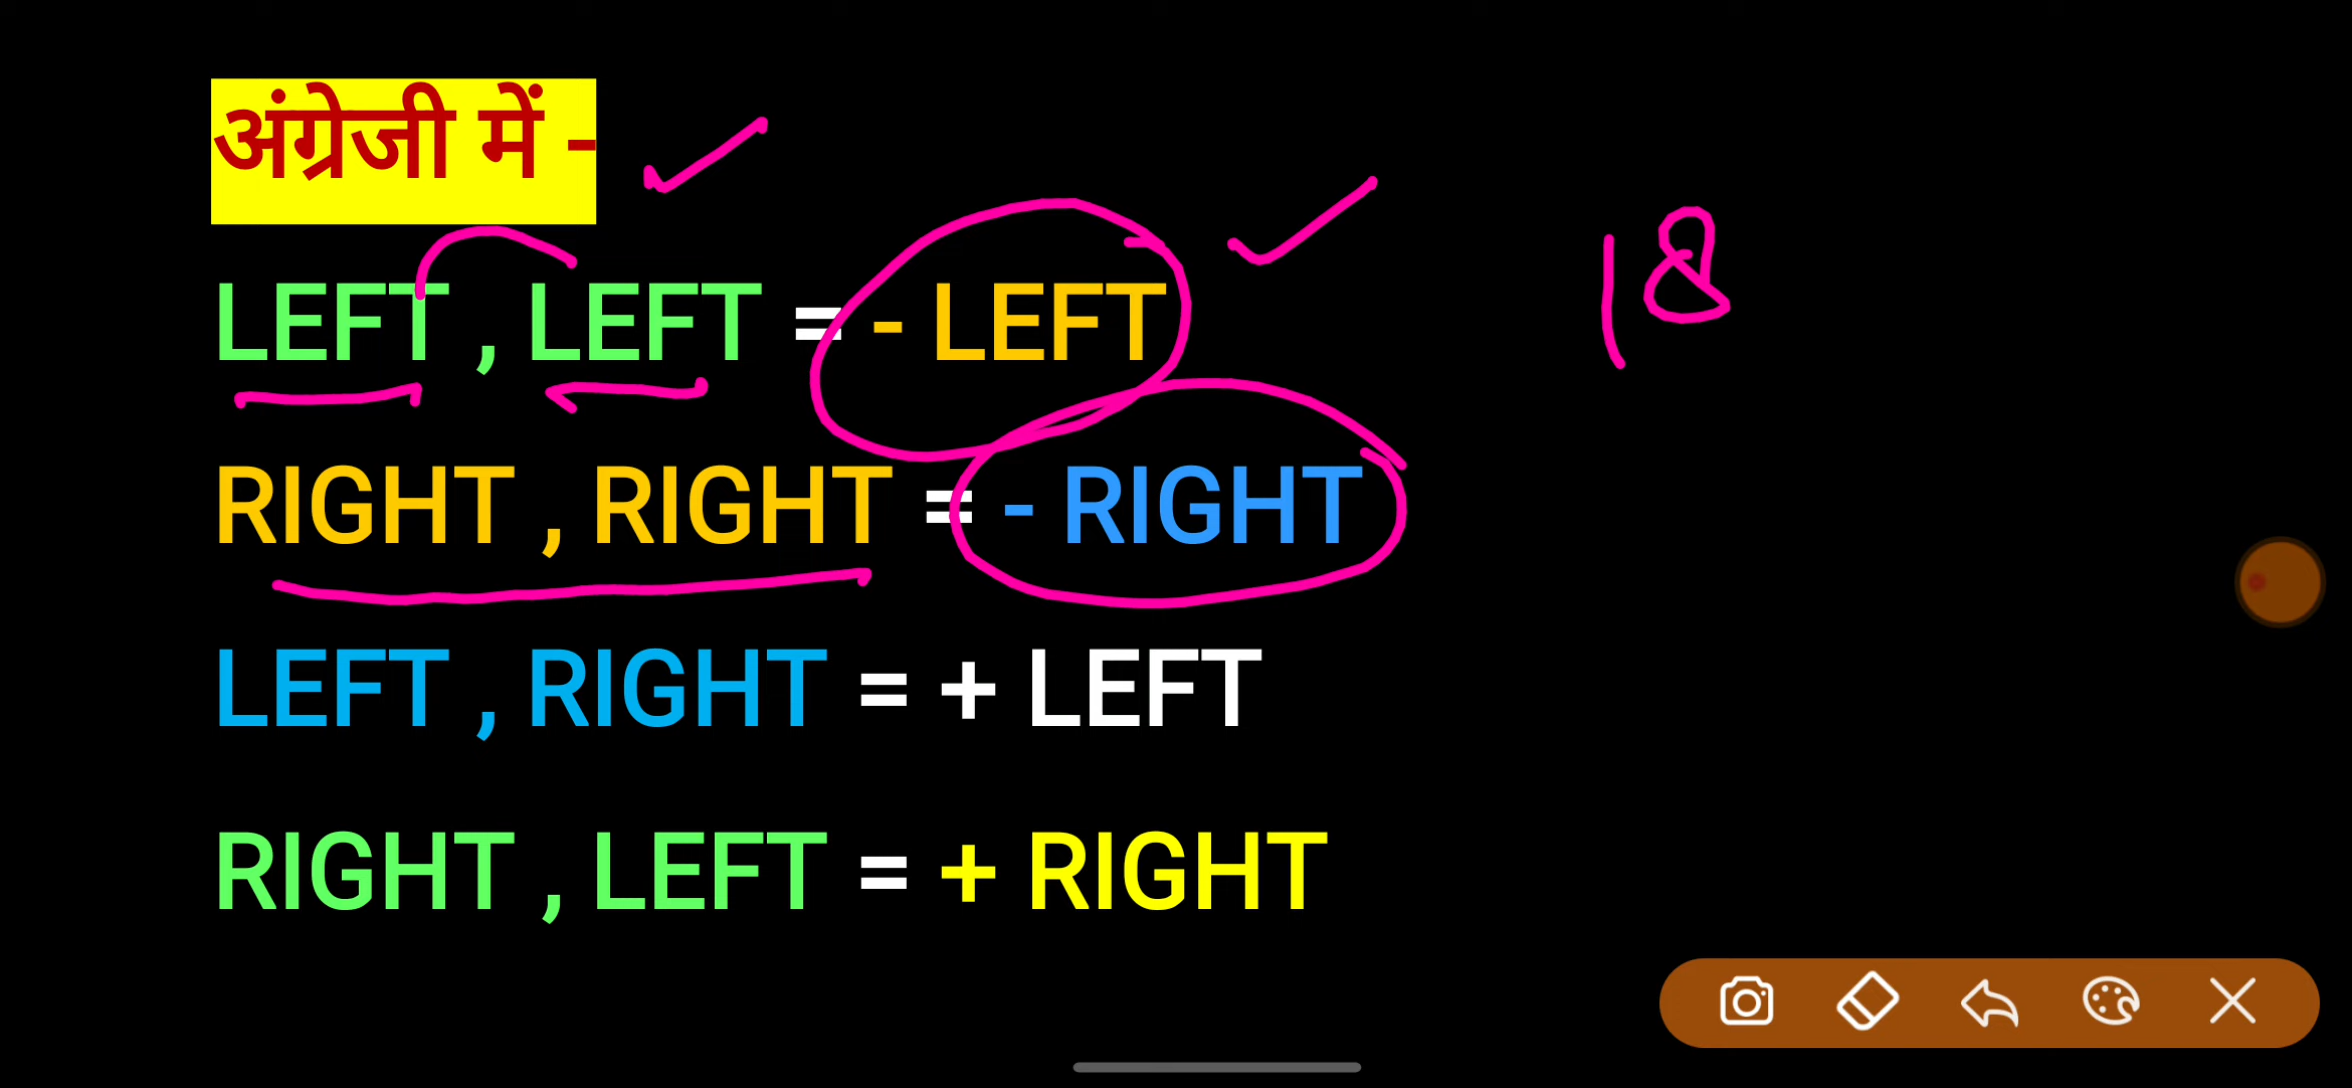 अंग्रेजी में -
LEFT , LEFT = - LEFT
18
RIGHT , RIGHT = - RIGHT
LEFT , RIGHT = + LEFT
RIGHT , LEFT = + RIGHT